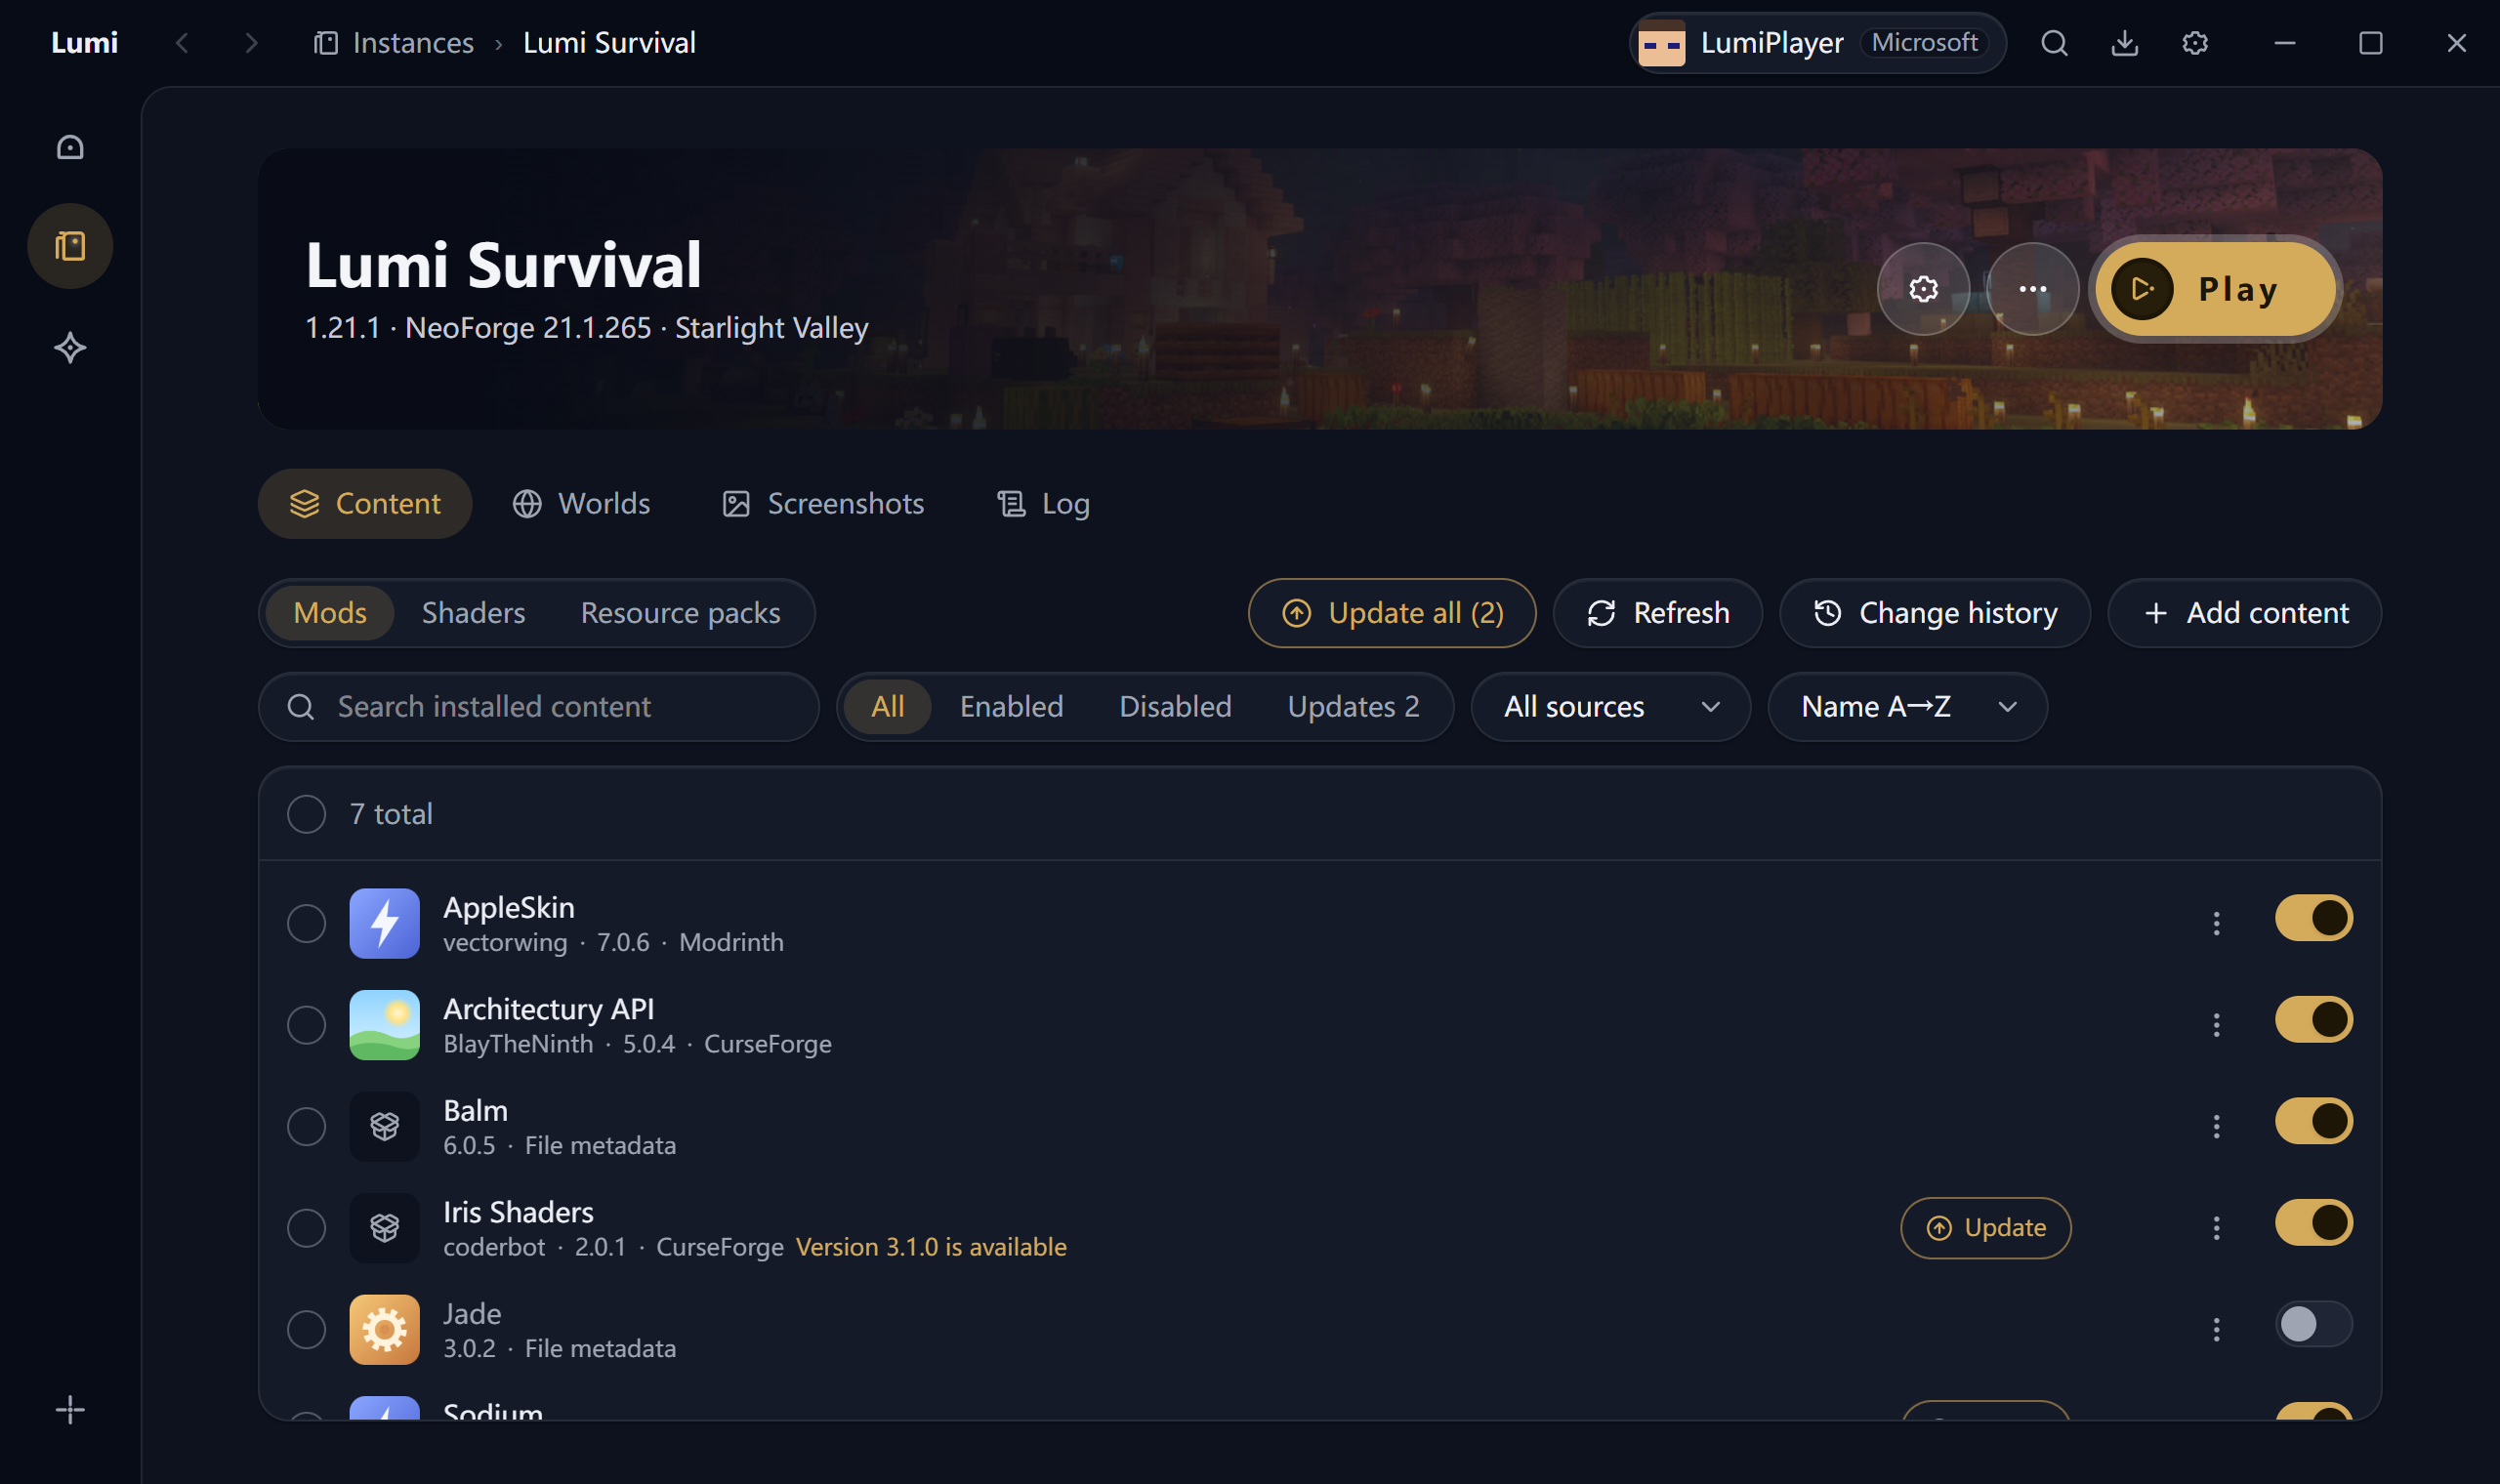 Lumi
Instances › Lumi Survival
LumiPlayer Microsoft
Lumi Survival
1.21.1 · NeoForge 21.1.265 · Starlight Valley
Play
Content Worlds Screenshots Log
Mods Shaders Resource packs
Update all (2) Refresh Change history Add content
Search installed content
All Enabled Disabled Updates 2
All sources
Name A→Z
7 total
AppleSkin
vectorwing · 7.0.6 · Modrinth
Architectury API
BlayTheNinth · 5.0.4 · CurseForge
Balm
6.0.5 · File metadata
Iris Shaders
coderbot · 2.0.1 · CurseForge Version 3.1.0 is available
Update
Jade
3.0.2 · File metadata
Sodium